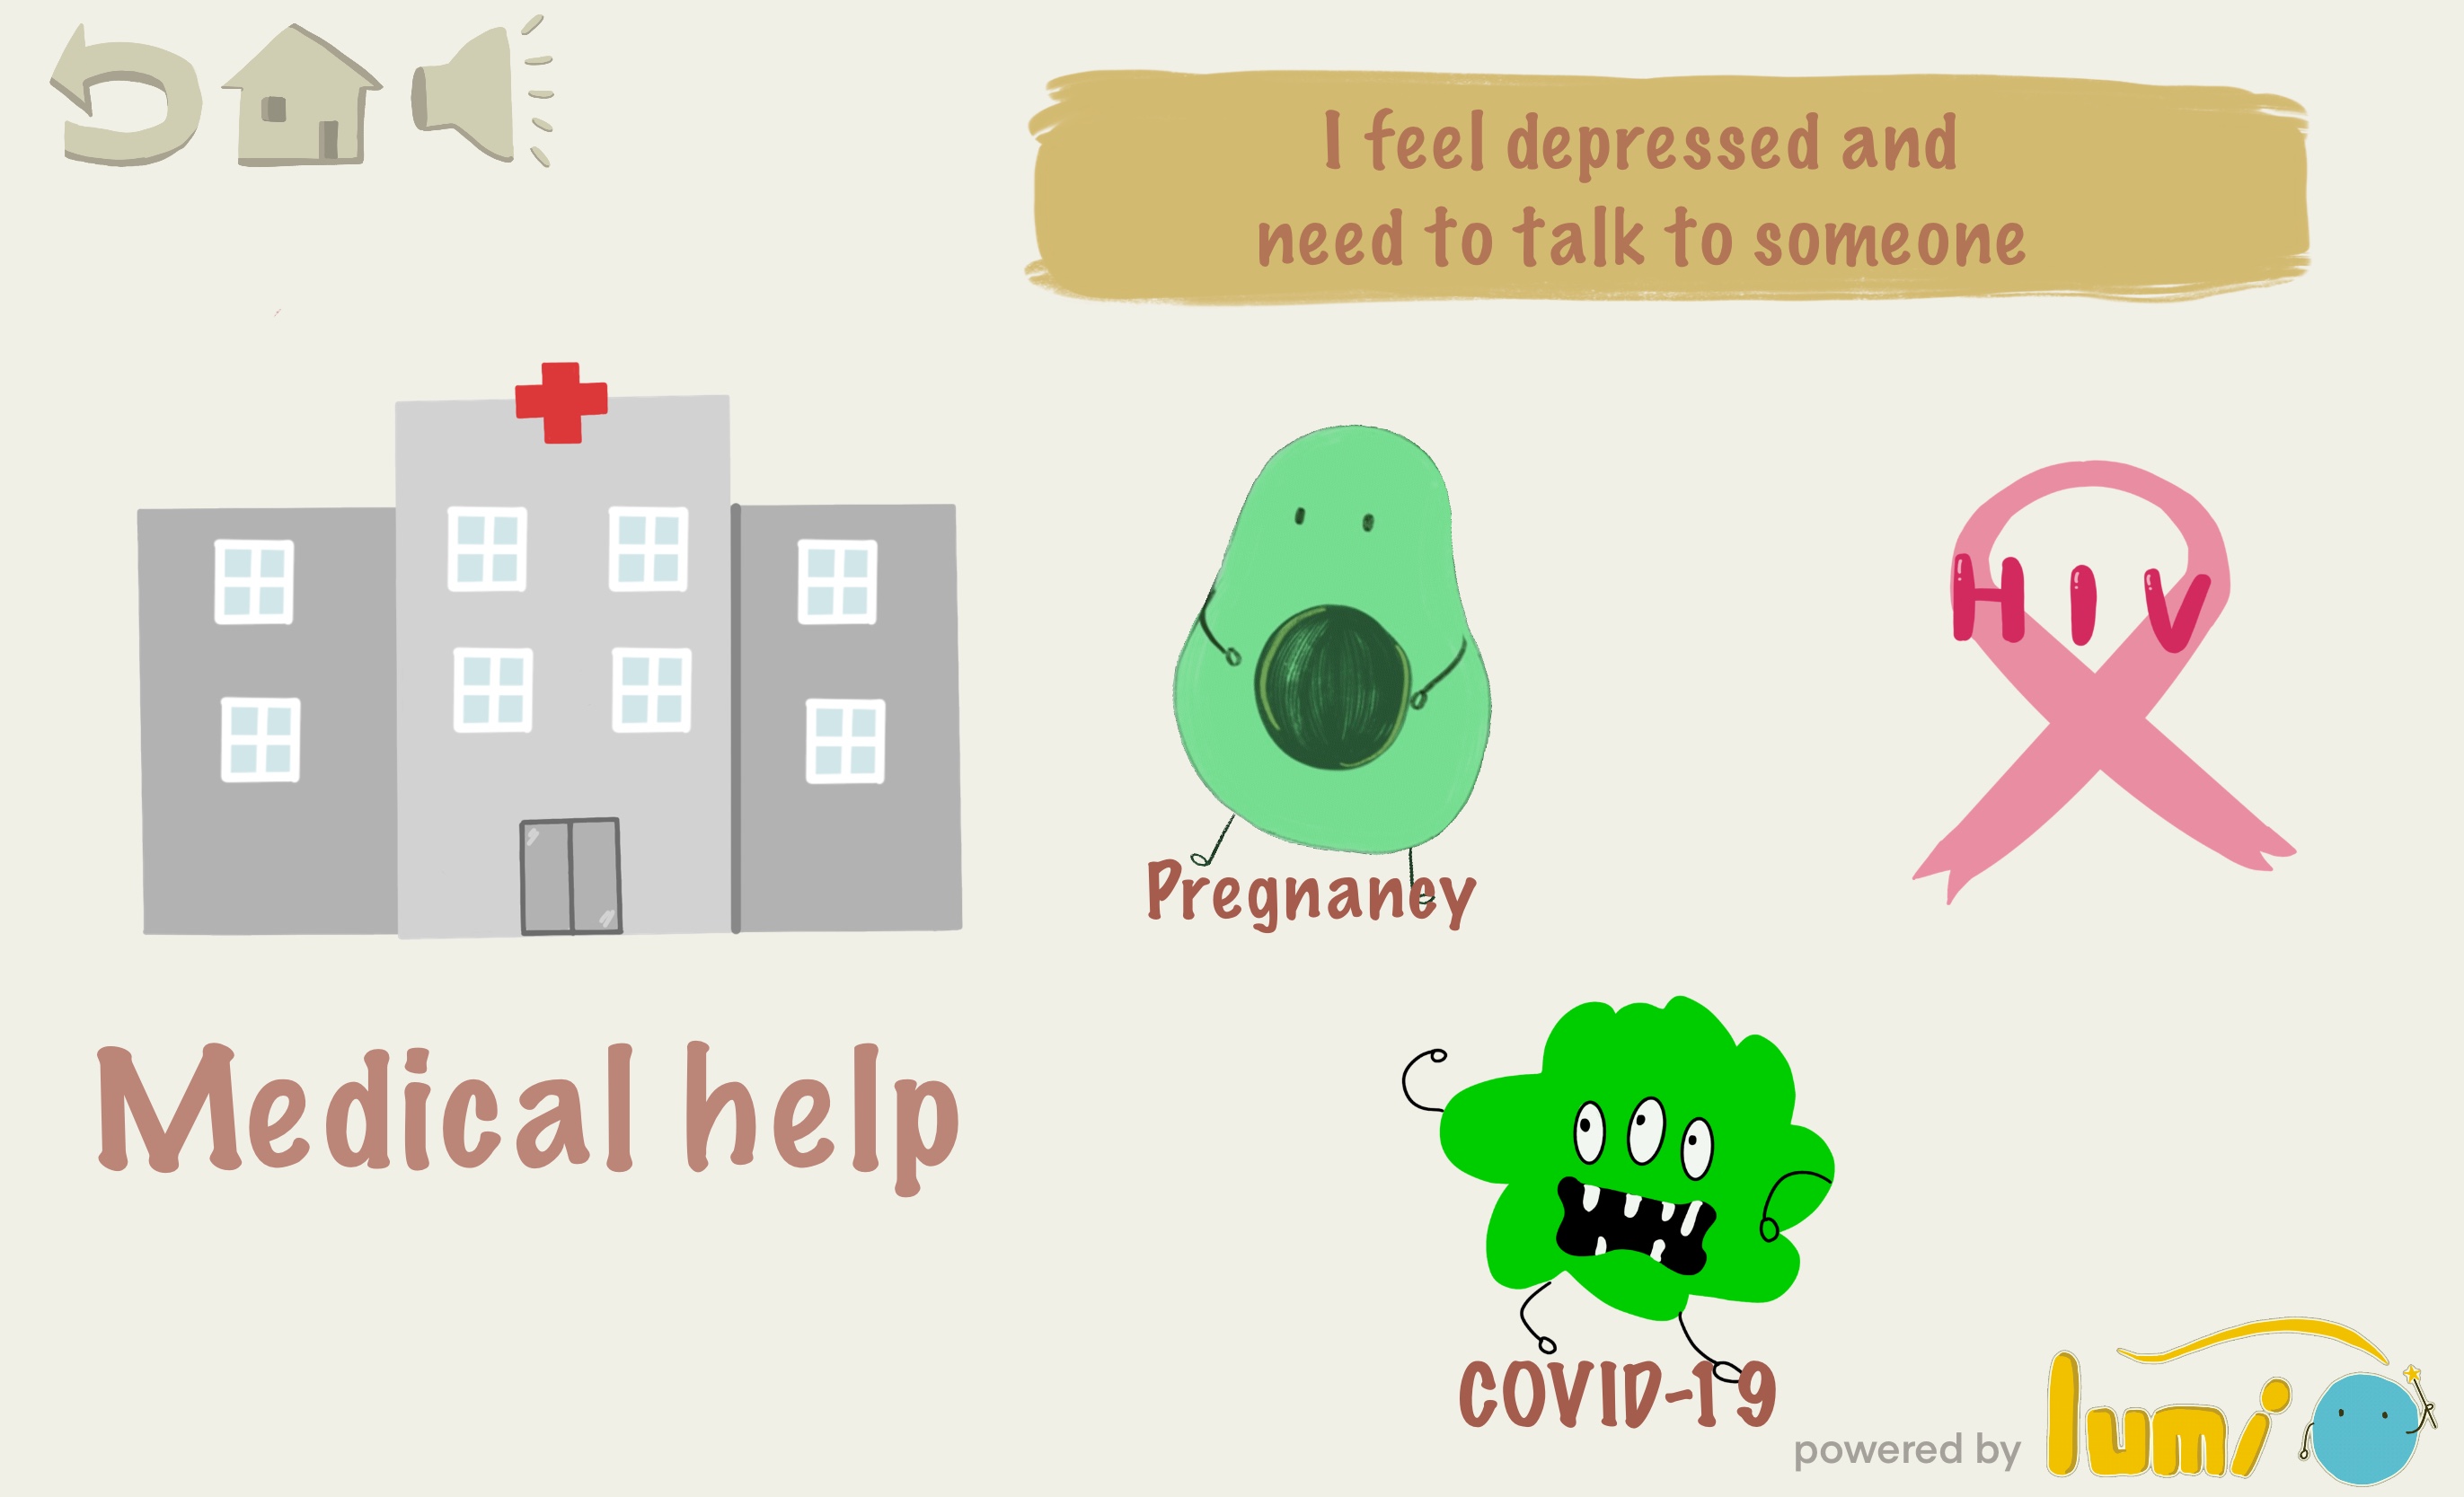 I feel depressed and
need to talk to someone
HIV
Pregnancy
Medical help
COVID-19
powered by lumi